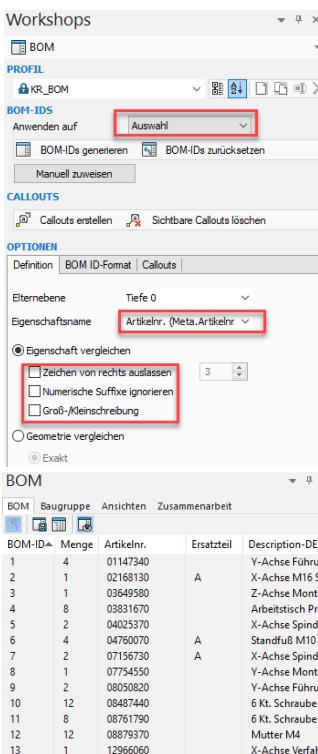 Workshops
BOM
PROFIL
KR_BOM
BOM-IDS
Anwenden auf Auswahl
BOM-IDs generieren BOM-IDs zurücksetzen
Manuell zuweisen
CALLOUTS
Callouts erstellen Sichtbare Callouts löschen
OPTIONEN
Definition BOM ID-Format Callouts
Elternebene Tiefe 0
Eigenschaftsname Artikelnr. (Meta.Artikelnr
Eigenschaft vergleichen
Zeichen von rechts auslassen 3
Numerische Suffixe ignorieren
Groß-/Kleinschreibung
Geometrie vergleichen
Exakt
BOM
BOM Baugruppe Ansichten Zusammenarbeit
BOM-ID Menge Artikelnr. Ersatzteil Description-DE
1 4 01147340 Y-Achse Führu
2 1 02168130 A X-Achse M16 S
3 1 03649580 Z-Achse Mont
4 8 03831670 Arbeitstisch Pr
5 2 04025370 X-Achse Spind
6 4 04760070 A Standfuß M10
7 2 07156730 A X-Achse Spind
8 1 07754550 Y-Achse Mont
9 2 08050820 Y-Achse Führu
10 12 08487440 6 Kt. Schraube
11 8 08761790 6 Kt. Schraube
12 12 08879370 Mutter M4
13 1 12966060 X-Achse Verfah